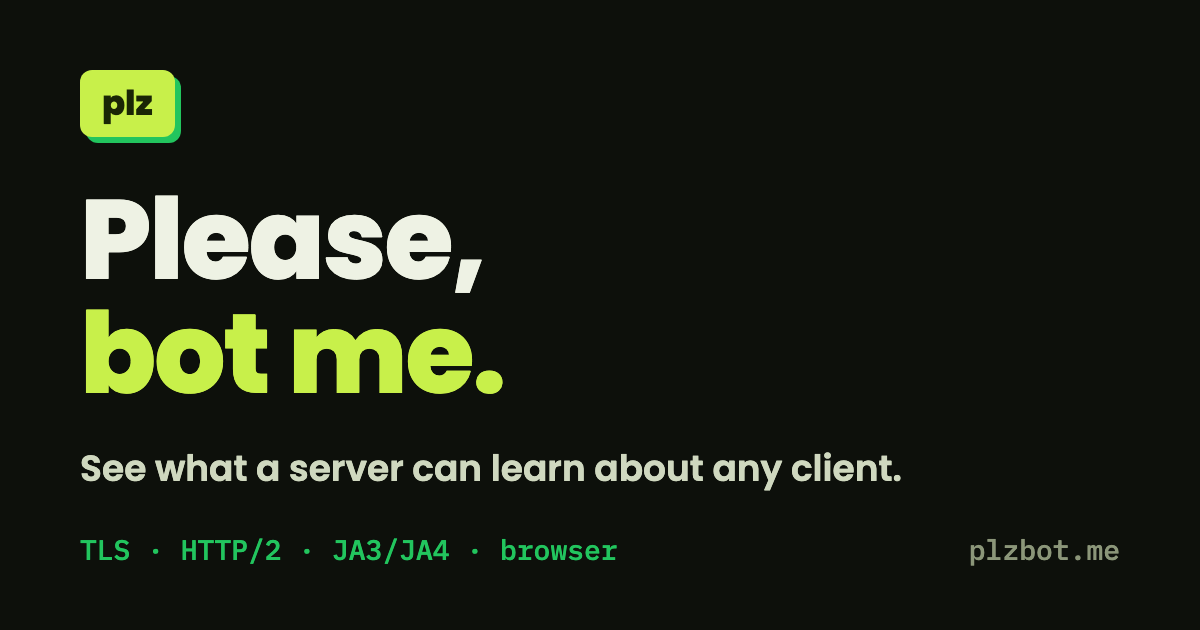 plz
Please,
bot me.
See what a server can learn about any client.
TLS · HTTP/2 · JA3/JA4 · browser
plzbot.me